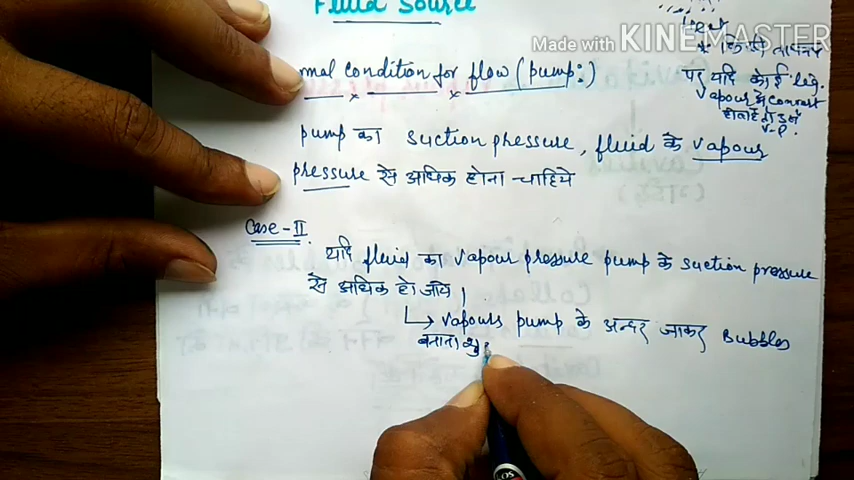 Fluid Source
Made with KINEMASTER
mal condition for flow (pump:)
पर यदि कोई liq.
vapour में convert
होता है तो उसे
V.P.
pump का suction pressure, fluid के vapour
pressure से अधिक होना चाहिये
Case-II
यदि fluid का vapour pressure pump के suction pressure
से अधिक हो जाये।
↳ vapours pump के अन्दर जाकर Bubbles
बनाना शु